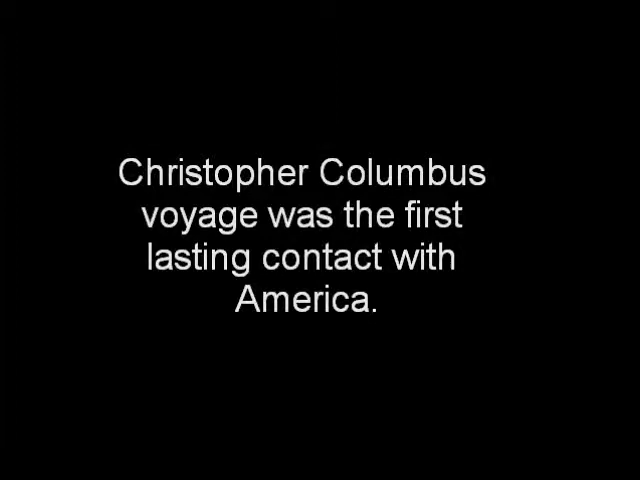 Christopher Columbus
voyage was the first
lasting contact with
America.